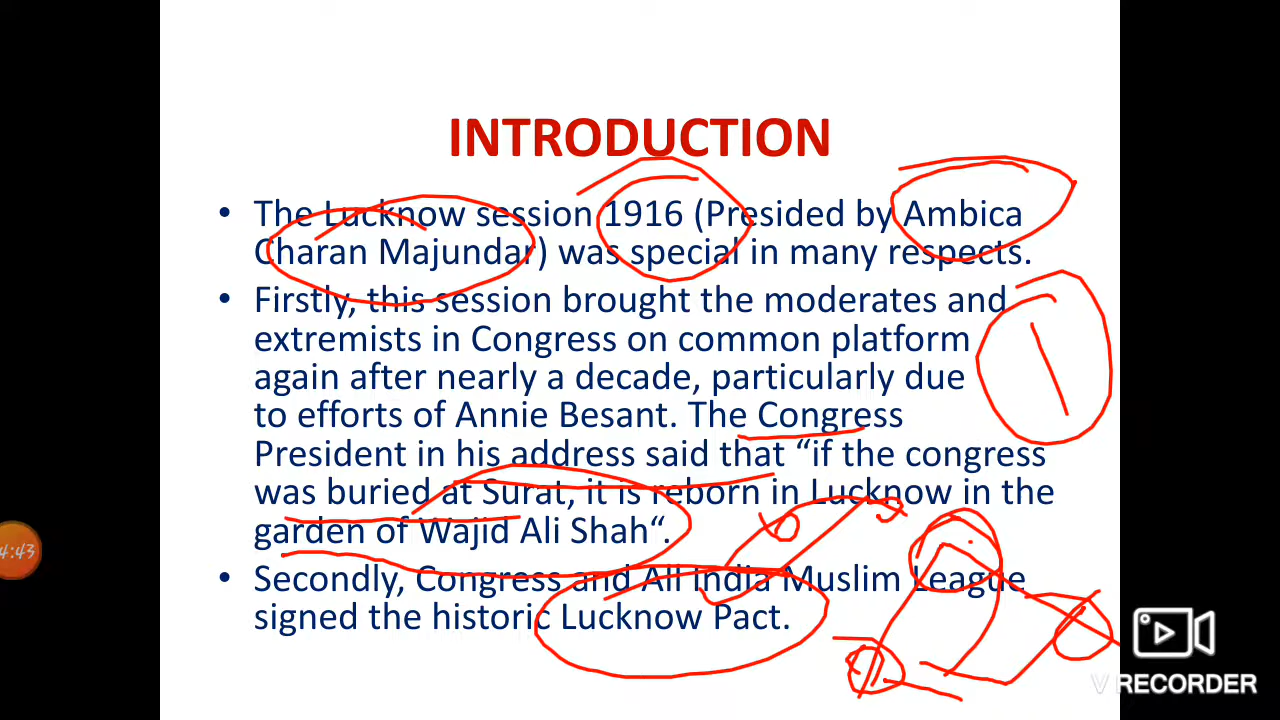 INTRODUCTION
• The Lucknow session 1916 (Presided by Ambica
Charan Majundar) was special in many respects.
• Firstly, this session brought the moderates and
extremists in Congress on common platform
again after nearly a decade, particularly due
to efforts of Annie Besant. The Congress
President in his address said that “if the congress
was buried at Surat, it is reborn in Lucknow in the
garden of Wajid Ali Shah“.
• Secondly, Congress and All India Muslim League
signed the historic Lucknow Pact.
4:43
V RECORDER